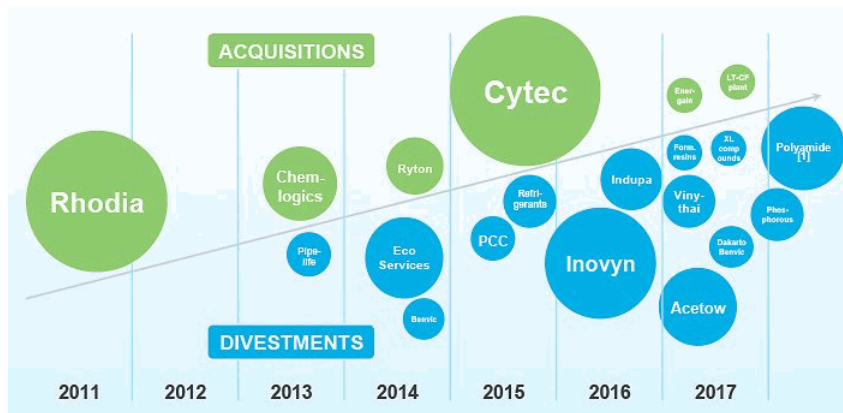 ACQUISITIONS
Cytec
Ener-
gain
LT-CF
plant
Rhodia
Chem-
logics
Ryton
Form.
resins
XL
comp
ounds
Polyamide
[1]
Refri-
gerants
Indupa
Viny-
thai
Phos-
phorous
Pipe-
life
Eco
Services
PCC
Inovyn
Dakarto
Benvic
Benvic
Acetow
DIVESTMENTS
2011 2012 2013 2014 2015 2016 2017